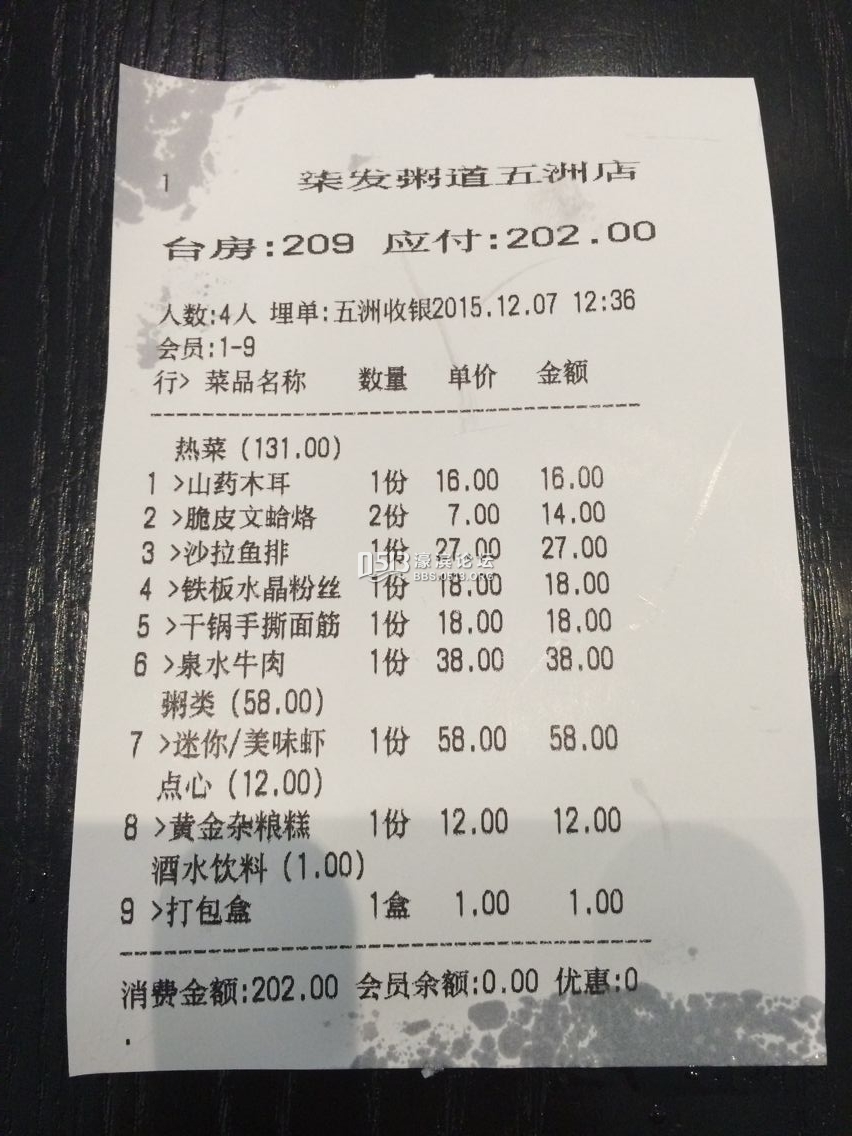 1 柒发粥道五洲店
台房:209 应付:202.00
人数:4人 埋单:五洲收银2015.12.07 12:36
会员:1-9
行> 菜品名称 数量 单价 金额
热菜 (131.00)
1 >山药木耳 1份 16.00 16.00
2 >脆皮文蛤烙 2份 7.00 14.00
3 >沙拉鱼排 1份 27.00 27.00
0513 濠滨论坛
BBS.0513.ORG
4 >铁板水晶粉丝 1份 18.00 18.00
5 >干锅手撕面筋 1份 18.00 18.00
6 >泉水牛肉 1份 38.00 38.00
粥类 (58.00)
7 >迷你/美味虾 1份 58.00 58.00
点心 (12.00)
8 >黄金杂粮糕 1份 12.00 12.00
酒水饮料 (1.00)
9 >打包盒 1盒 1.00 1.00
消费金额:202.00 会员余额:0.00 优惠:0